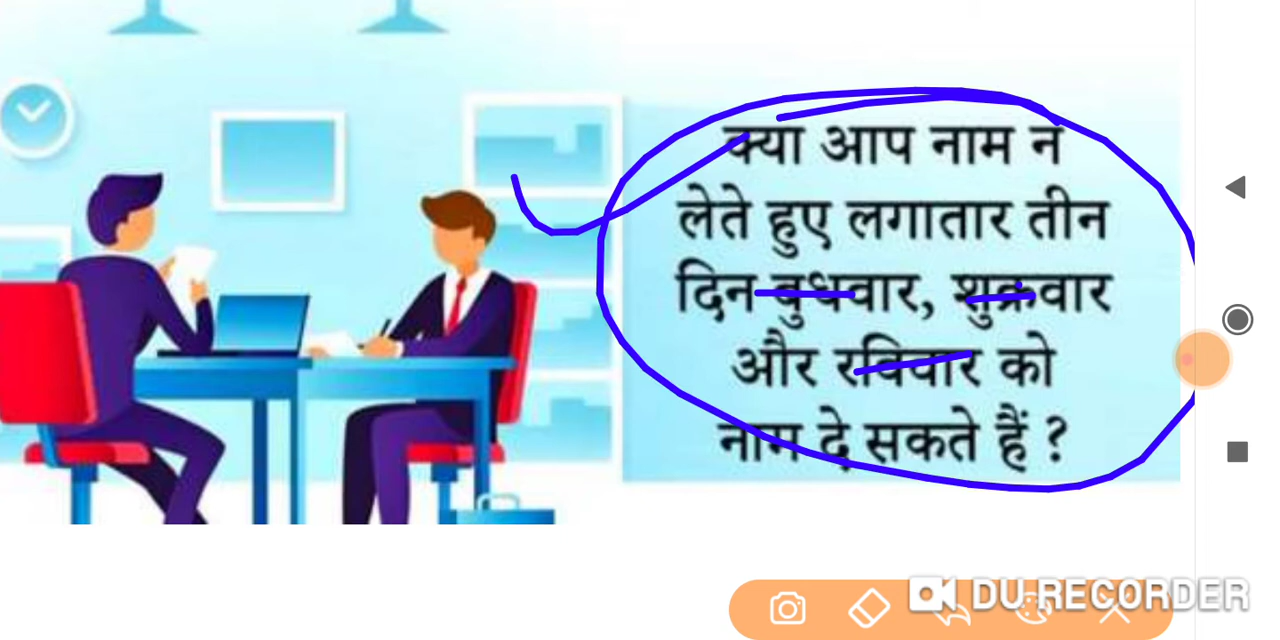 क्या आप नाम न
लेते हुए लगातार तीन
दिन बुधवार, शुक्रवार
और रविवार को
नाम दे सकते हैं ?
DU RECORDER